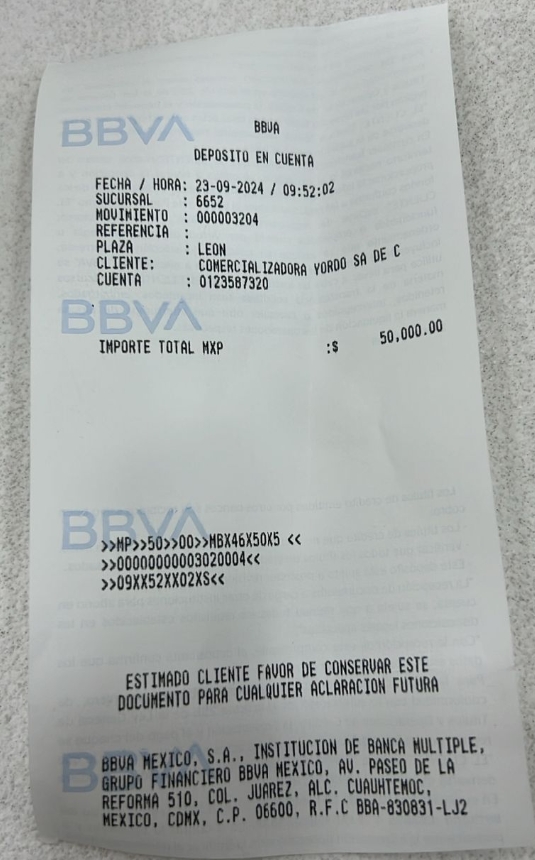 BBVA
BBVA
DEPOSITO EN CUENTA
FECHA / HORA: 23-09-2024 / 09:52:02
SUCURSAL : 6652
MOVIMIENTO : 000003204
REFERENCIA :
PLAZA : LEON
CLIENTE: COMERCIALIZADORA YORDO SA DE C
CUENTA : 0123587320
BBVA
IMPORTE TOTAL MXP :$ 50,000.00
BBVA
>>MP>>50>>00>>MBX46X50X5 <<
>>00000000003020004<<
>>09XX52XX02XS<<
ESTIMADO CLIENTE FAVOR DE CONSERVAR ESTE
DOCUMENTO PARA CUALQUIER ACLARACION FUTURA
BBVA
BBVA MEXICO, S.A., INSTITUCION DE BANCA MULTIPLE,
GRUPO FINANCIERO BBVA MEXICO, AV. PASEO DE LA
REFORMA 510, COL. JUAREZ, ALC. CUAUHTEMOC,
MEXICO, CDMX, C.P. 06600, R.F.C BBA-830831-LJ2